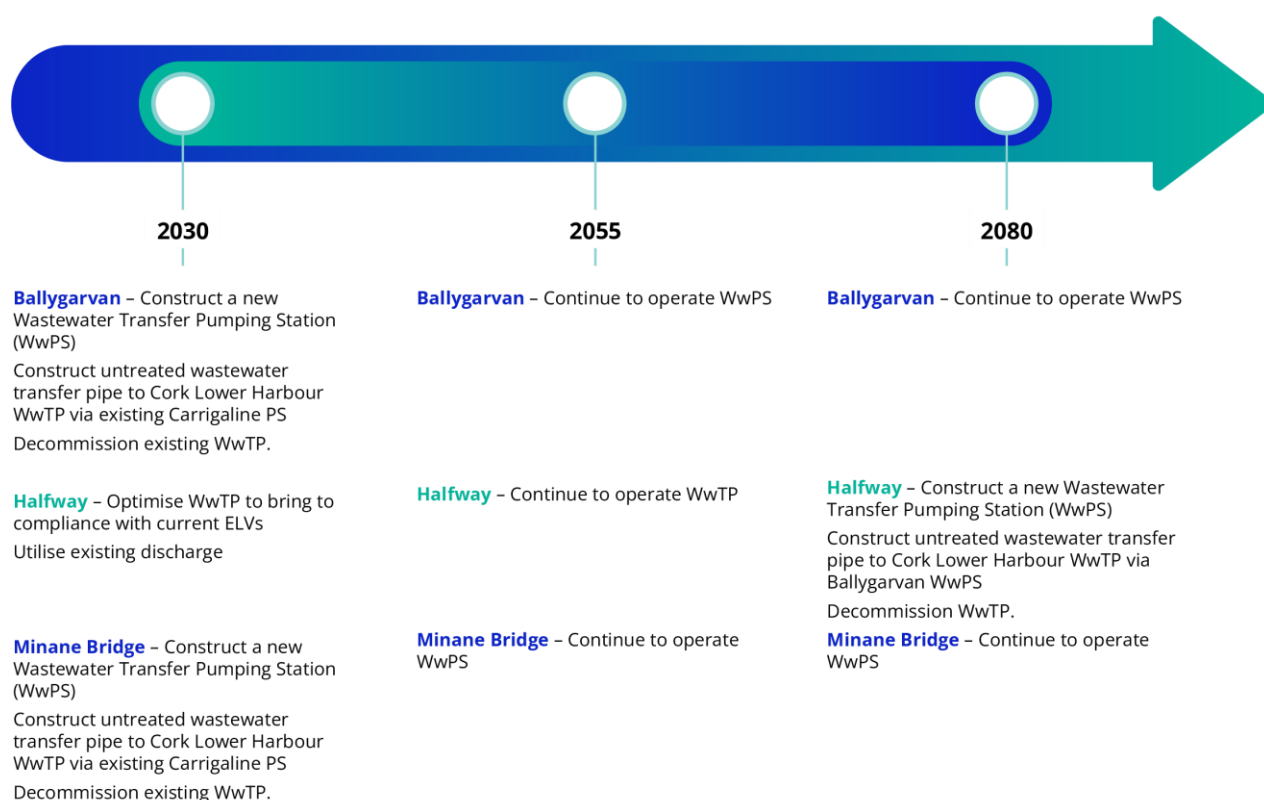 2030
2055
2080
Ballygarvan – Construct a new
Wastewater Transfer Pumping Station
(WwPS)
Construct untreated wastewater
transfer pipe to Cork Lower Harbour
WwTP via existing Carrigaline PS
Decommission existing WwTP.
Halfway – Optimise WwTP to bring to
compliance with current ELVs
Utilise existing discharge
Minane Bridge – Construct a new
Wastewater Transfer Pumping Station
(WwPS)
Construct untreated wastewater
transfer pipe to Cork Lower Harbour
WwTP via existing Carrigaline PS
Decommission existing WwTP.
Ballygarvan – Continue to operate WwPS
Halfway – Continue to operate WwTP
Minane Bridge – Continue to operate
WwPS
Ballygarvan – Continue to operate WwPS
Halfway – Construct a new Wastewater
Transfer Pumping Station (WwPS)
Construct untreated wastewater transfer
pipe to Cork Lower Harbour WwTP via
Ballygarvan WwPS
Decommission WwTP.
Minane Bridge – Continue to operate
WwPS